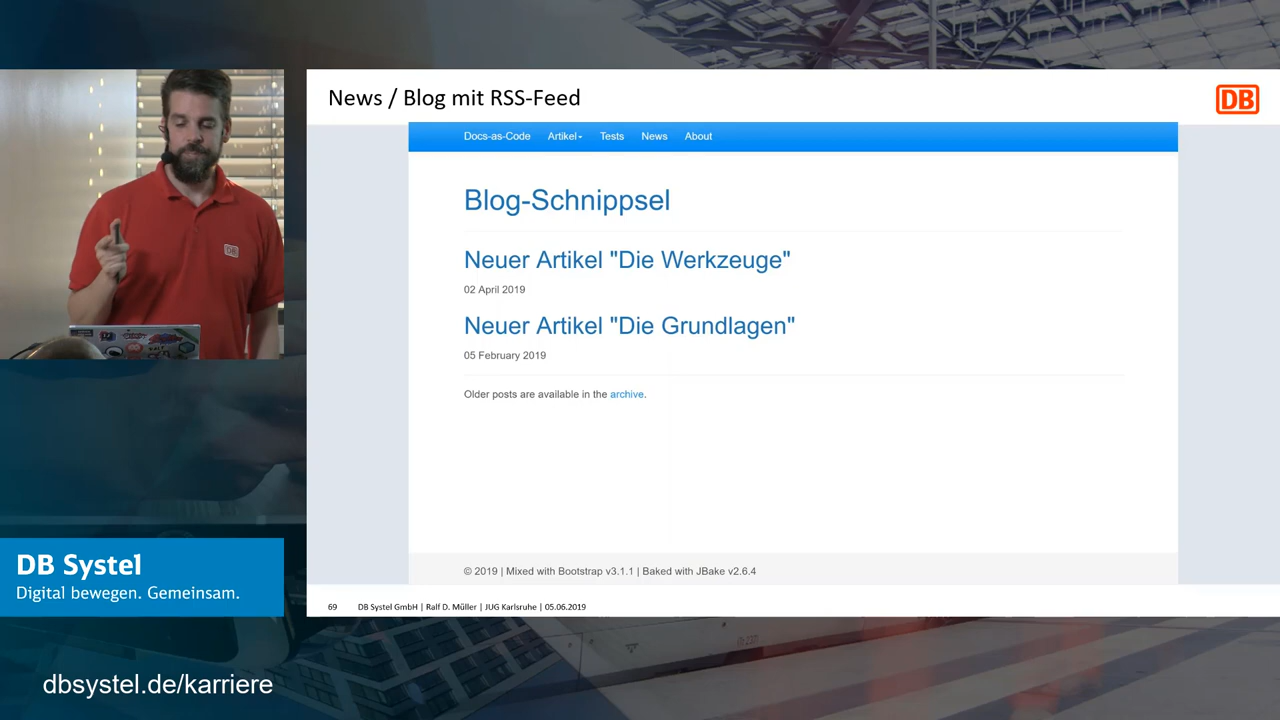 News / Blog mit RSS-Feed
DB
Docs-as-Code Artikel Tests News About
Blog-Schnippsel
Neuer Artikel "Die Werkzeuge"
02 April 2019
Neuer Artikel "Die Grundlagen"
05 February 2019
Older posts are available in the archive.
© 2019 | Mixed with Bootstrap v3.1.1 | Baked with JBake v2.6.4
69 DB Systel GmbH | Ralf D. Müller | JUG Karlsruhe | 05.06.2019
DB
DB Systel
Digital bewegen. Gemeinsam.
dbsystel.de/karriere